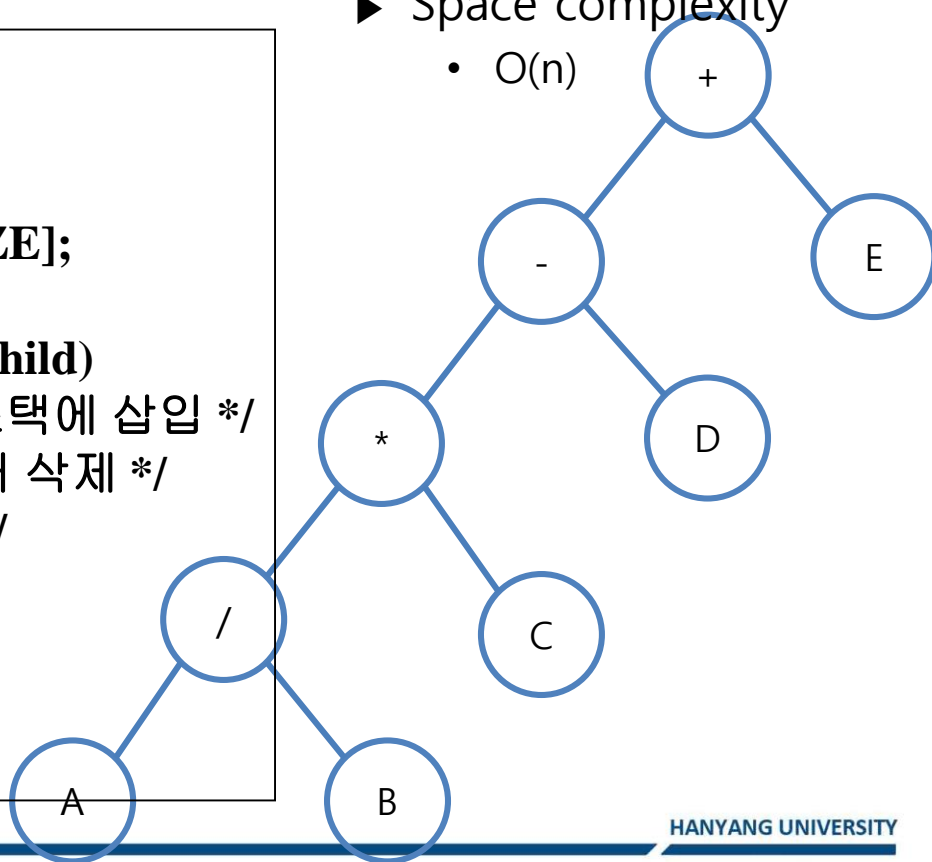 ▶ Space complexity
• O(n)
ZE];
hild)
택에 삽입 */
삭제 */
/
+
-
E
*
D
/
C
A
B
HANYANG UNIVERSITY